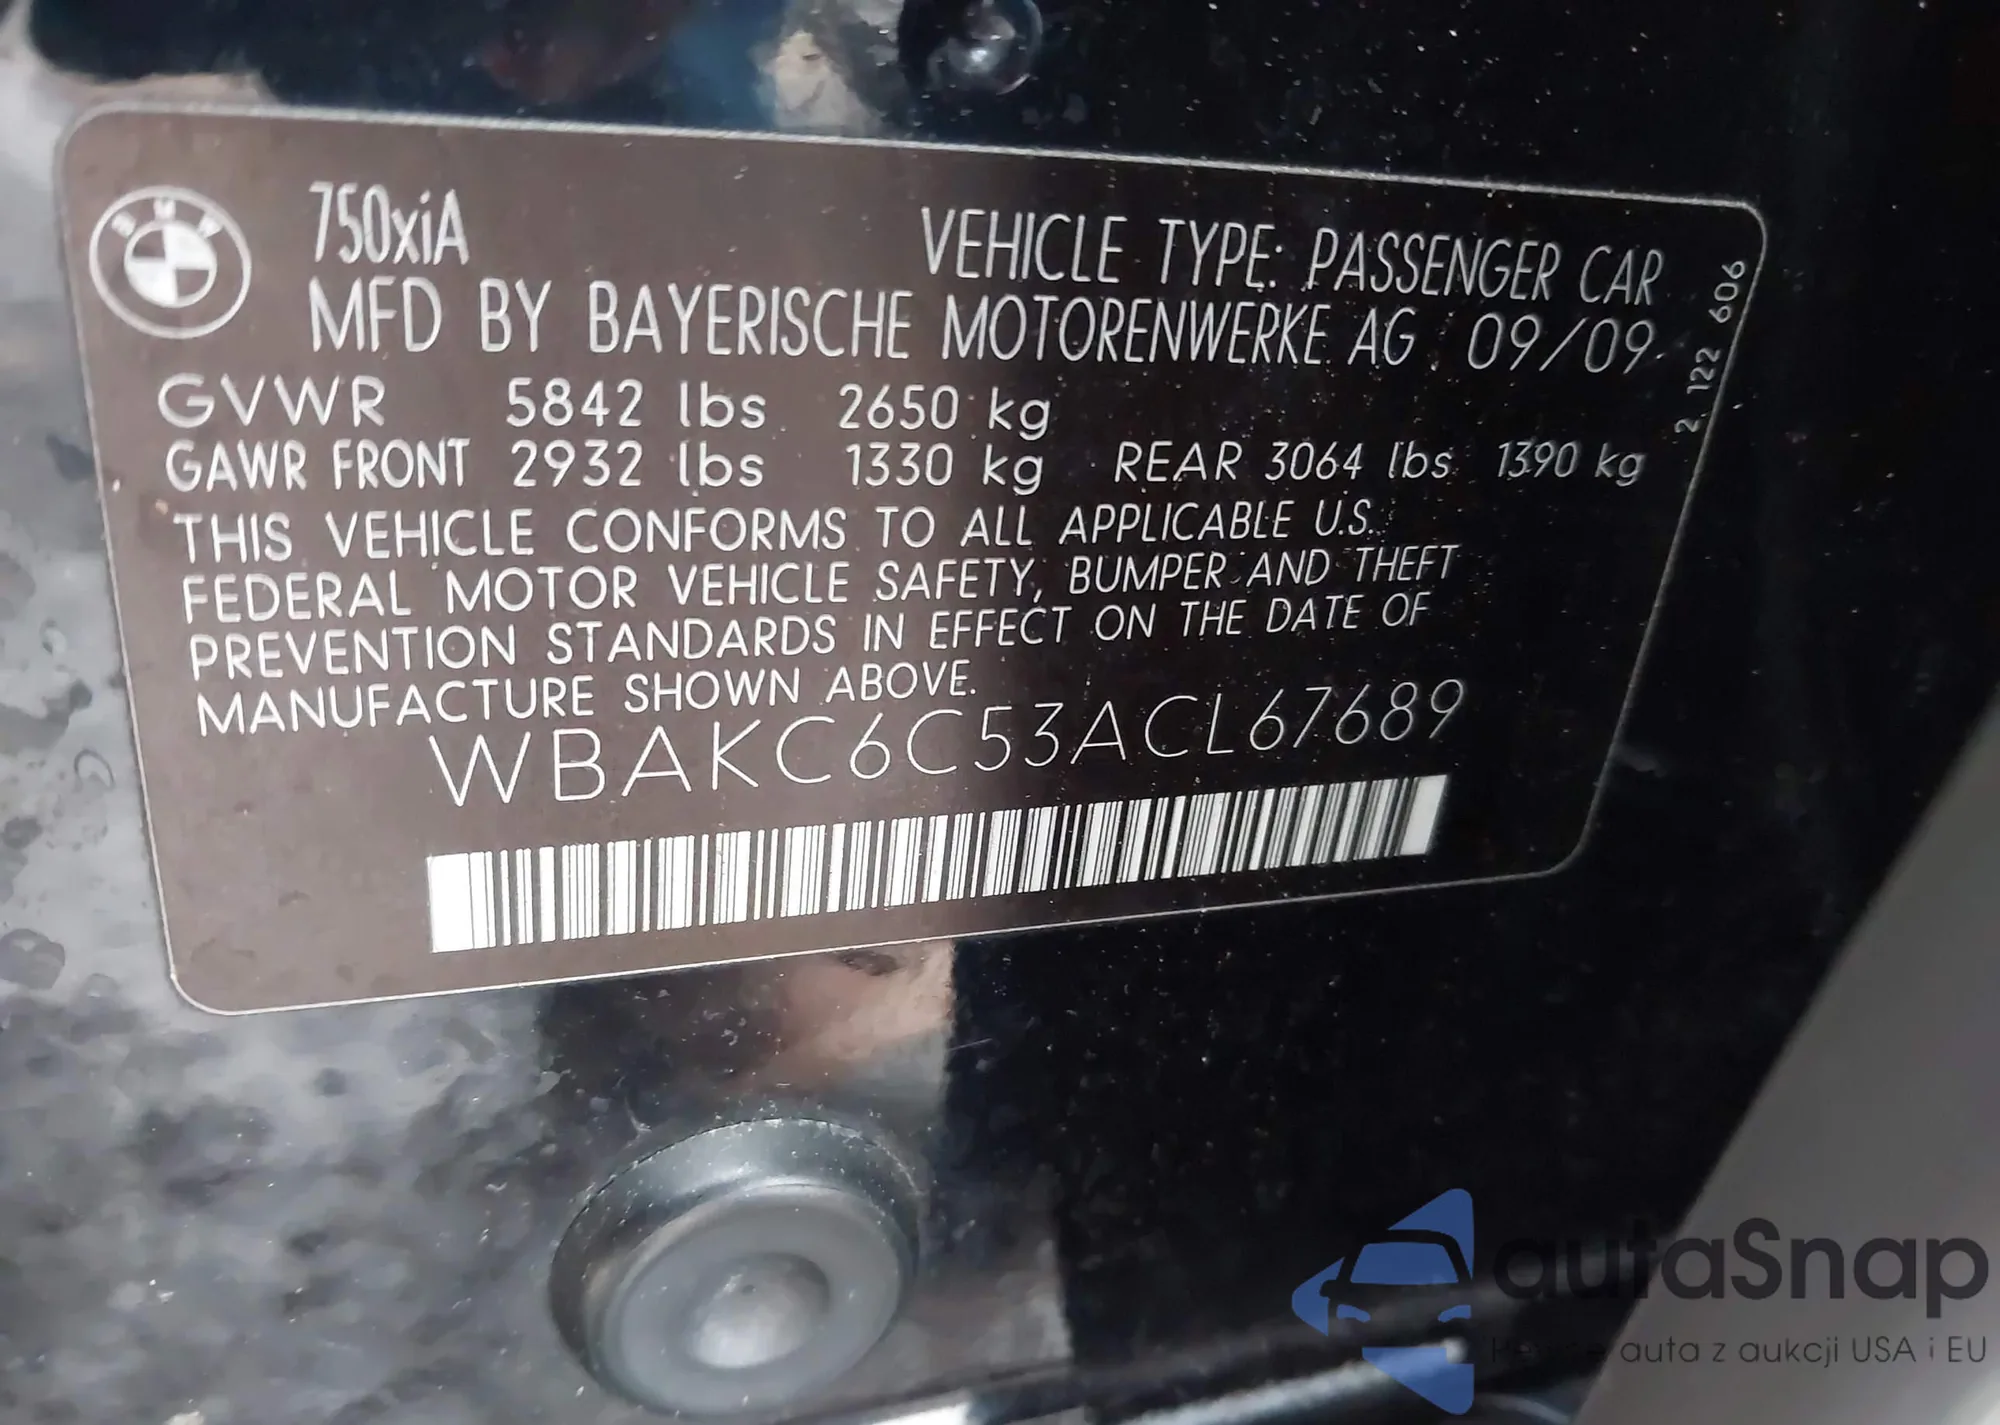 BMW
750xiA
VEHICLE TYPE: PASSENGER CAR
MFD BY BAYERISCHE MOTORENWERKE AG 09/09
GVWR 5842 lbs 2650 kg
GAWR FRONT 2932 lbs 1330 kg REAR 3064 lbs 1390 kg
THIS VEHICLE CONFORMS TO ALL APPLICABLE U.S.
FEDERAL MOTOR VEHICLE SAFETY, BUMPER AND THEFT
PREVENTION STANDARDS IN EFFECT ON THE DATE OF
MANUFACTURE SHOWN ABOVE.
WBAKC6C53ACL67689
2 122 606
autaSnap
auta z aukcji USA i EU